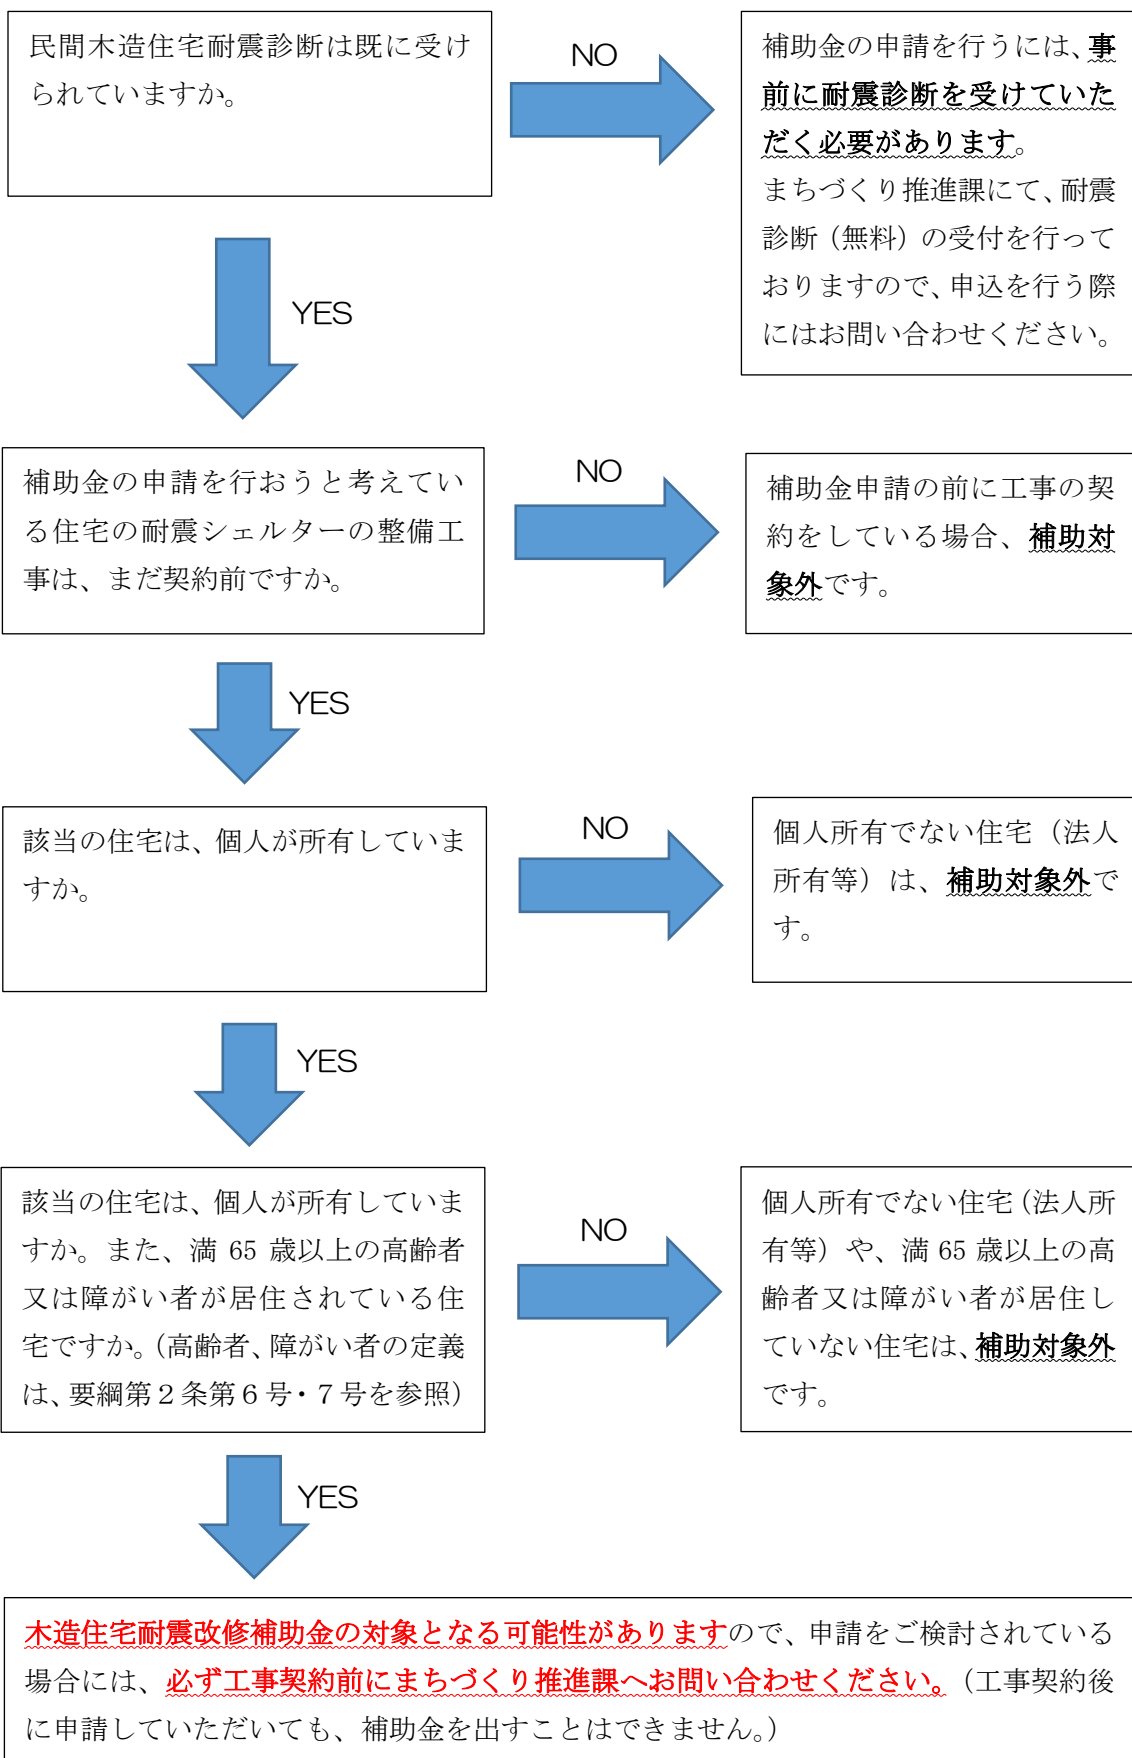 民間木造住宅耐震診断は既に受け
られていますか。
NO
補助金の申請を行うには、事
前に耐震診断を受けていた
だく必要があります。
まちづくり推進課にて、耐震
診断（無料）の受付を行って
おりますので、申込を行う際
にはお問い合わせください。
YES
補助金の申請を行おうと考えてい
る住宅の耐震シェルターの整備工
事は、まだ契約前ですか。
NO
補助金申請の前に工事の契
約をしている場合、補助対
象外です。
YES
該当の住宅は、個人が所有していま
すか。
NO
個人所有でない住宅（法人
所有等）は、補助対象外で
す。
YES
該当の住宅は、個人が所有していま
すか。また、満 65 歳以上の高齢者
又は障がい者が居住されている住
宅ですか。（高齢者、障がい者の定義
は、要綱第２条第６号・７号を参照）
NO
個人所有でない住宅（法人所
有等）や、満 65 歳以上の高
齢者又は障がい者が居住し
ていない住宅は、補助対象外
です。
YES
木造住宅耐震改修補助金の対象となる可能性がありますので、申請をご検討されている
場合には、必ず工事契約前にまちづくり推進課へお問い合わせください。（工事契約後
に申請していただいても、補助金を出すことはできません。）